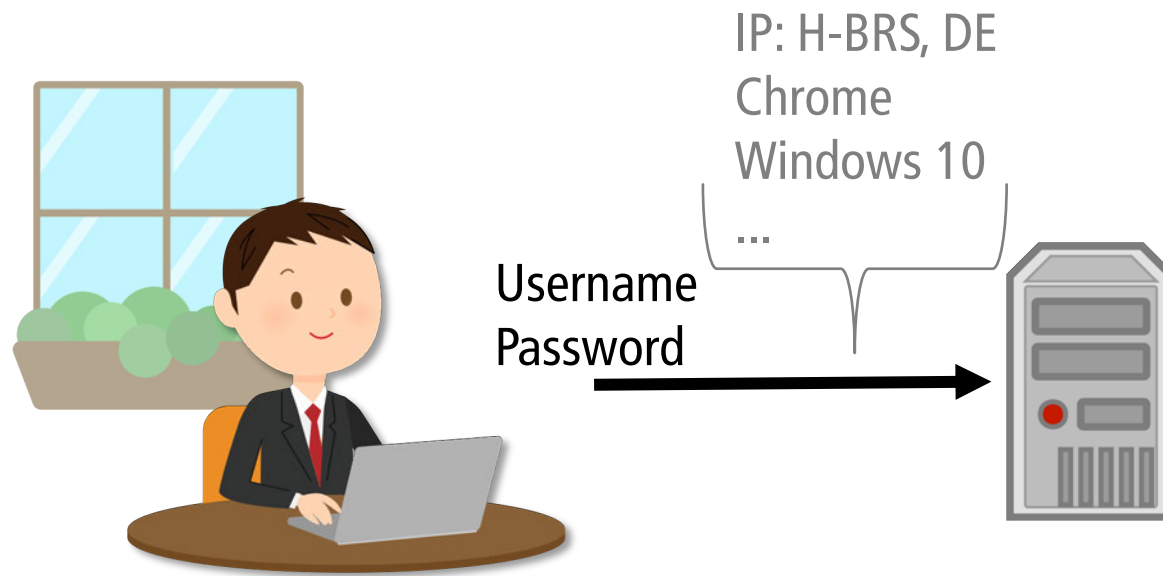 IP: H-BRS, DE
Chrome
Windows 10
...
Username
Password